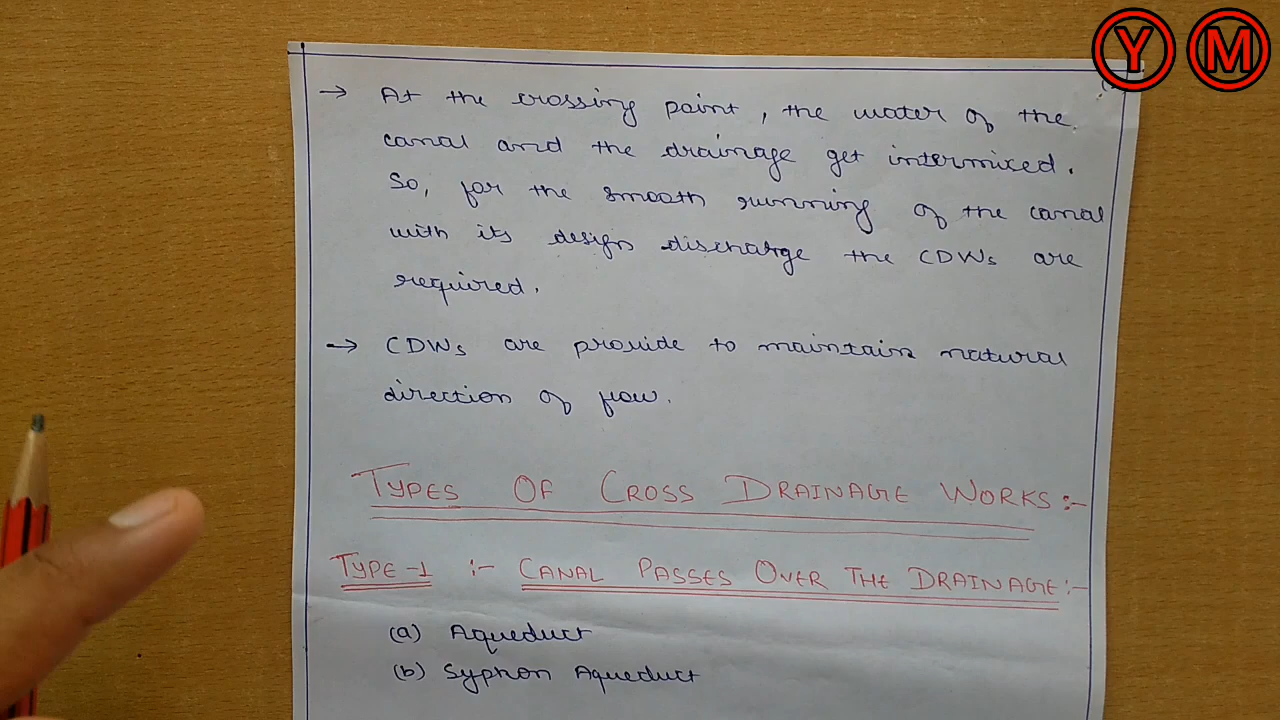 Y M
→ At the crossing point, the water of the
canal and the drainage get intermixed.
So, for the smooth running of the canal
with its design discharge the CDWs are
required.
→ CDWs are provide to maintain natural
direction of flow.
TYPES OF CROSS DRAINAGE WORKS :-
TYPE-1 :- CANAL PASSES OVER THE DRAINAGE :-
(a) Aqueduct
(b) Syphon Aqueduct